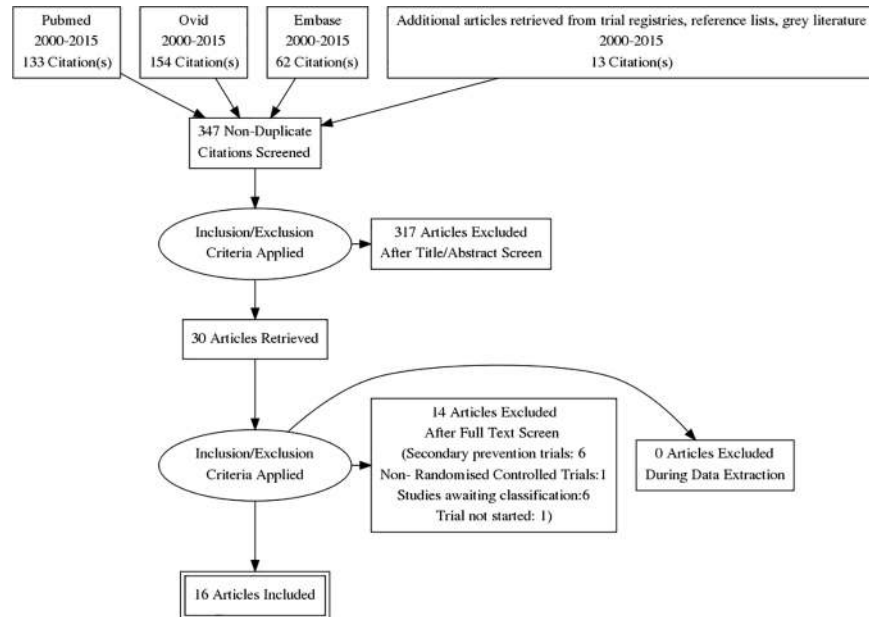 Pubmed
2000-2015
133 Citation(s)
Ovid
2000-2015
154 Citation(s)
Embase
2000-2015
62 Citation(s)
Additional articles retrieved from trial registries, reference lists, grey literature
2000-2015
13 Citation(s)
347 Non-Duplicate
Citations Screened
Inclusion/Exclusion
Criteria Applied
317 Articles Excluded
After Title/Abstract Screen
30 Articles Retrieved
Inclusion/Exclusion
Criteria Applied
14 Articles Excluded
After Full Text Screen
(Secondary prevention trials: 6
Non- Randomised Controlled Trials:1
Studies awaiting classification:6
Trial not started: 1)
0 Articles Excluded
During Data Extraction
16 Articles Included